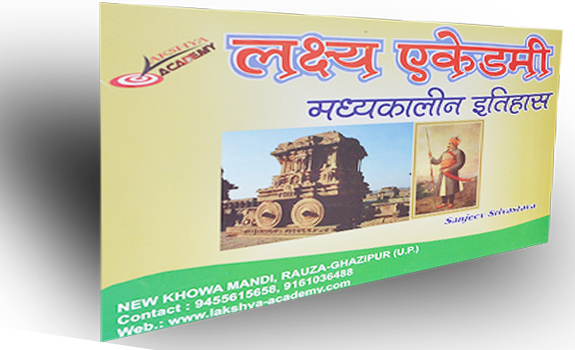 LAKSHYA
ACADEMY
लक्ष्य एकेडमी
मध्यकालीन इतिहास
Sanjeev Srivastava
NEW KHOWA MANDI, RAUZA-GHAZIPUR (U.P.)
Contact : 9455615658, 9161036488
Web.: www.lakshya-academy.com